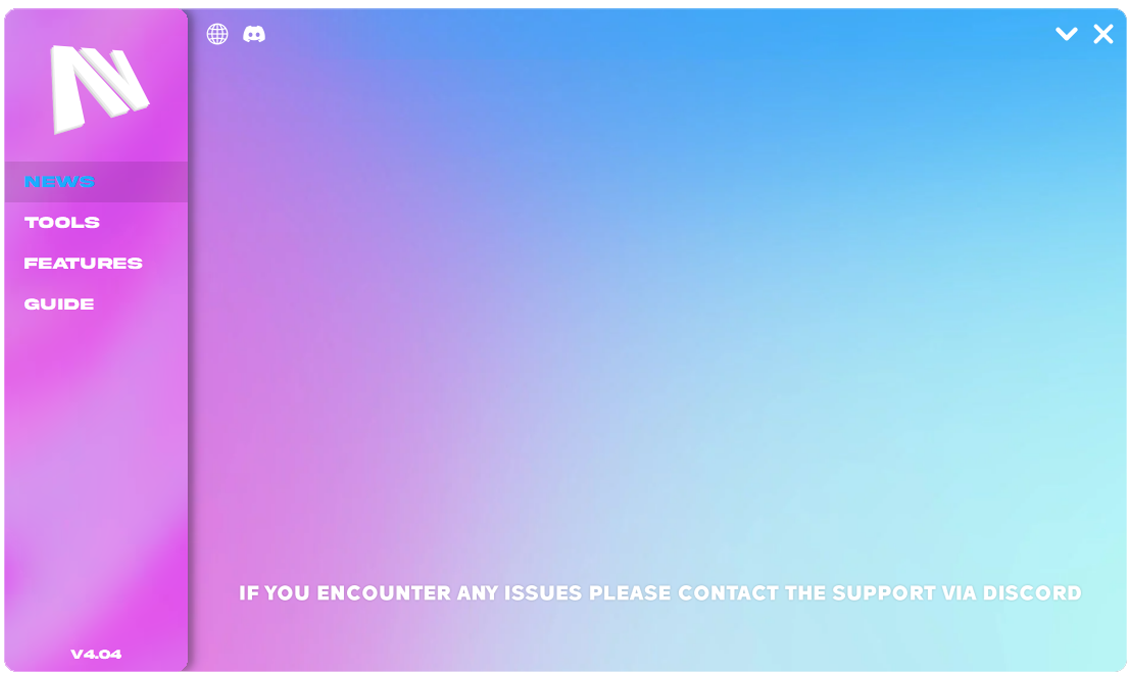 NEWS
TOOLS
FEATURES
GUIDE
IF YOU ENCOUNTER ANY ISSUES PLEASE CONTACT THE SUPPORT VIA DISCORD
V4.04